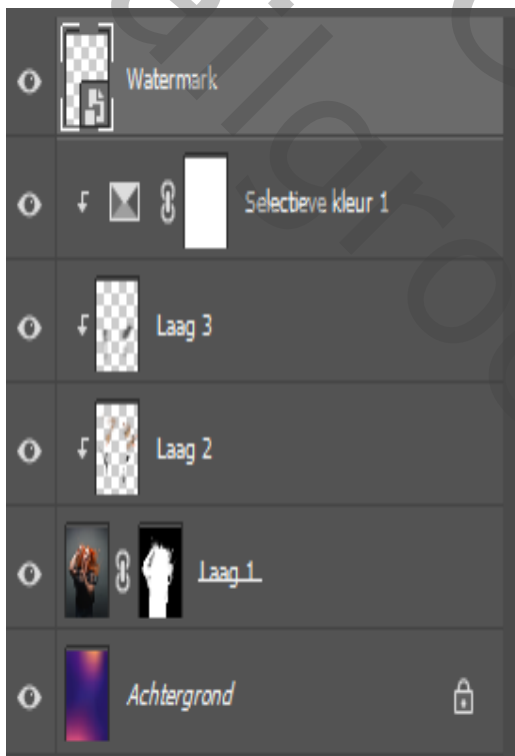 Watermark
Selectieve kleur 1
Laag 3
Laag 2
Laag 1
Achtergrond